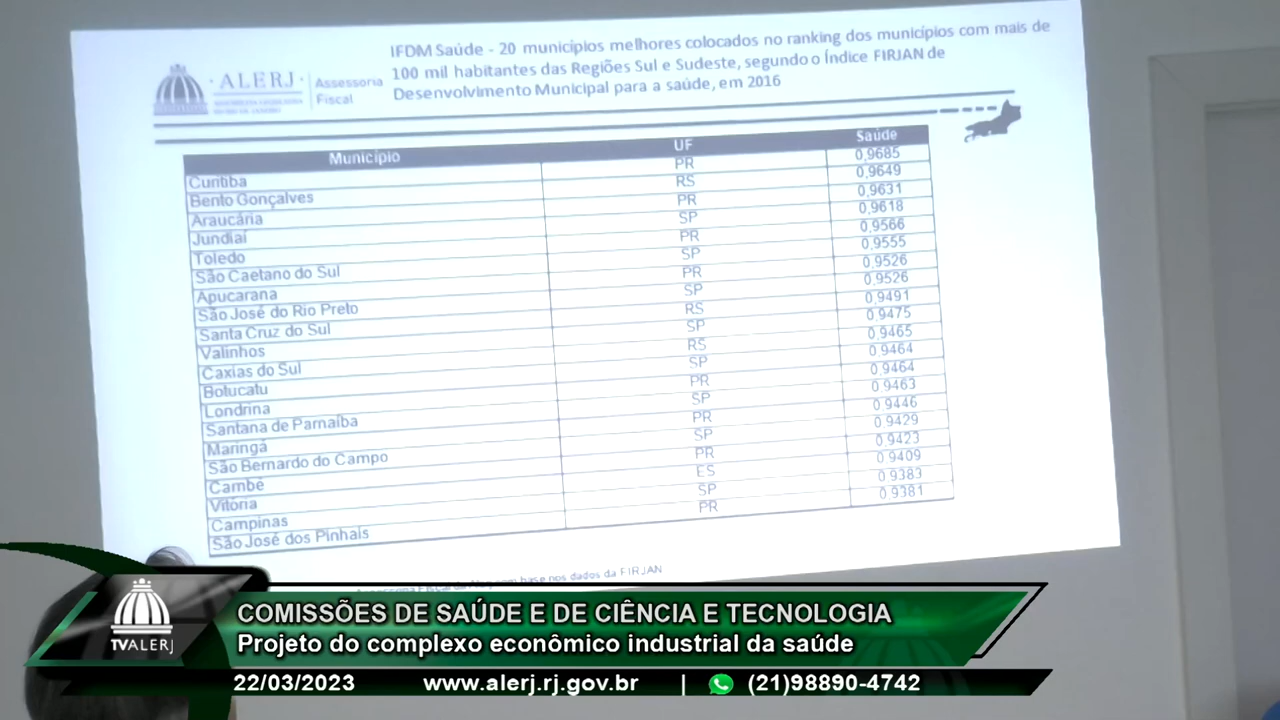 IFDM Saúde - 20 municípios melhores colocados no ranking dos municípios com mais de
100 mil habitantes das Regiões Sul e Sudeste, segundo o Índice FIRJAN de
Desenvolvimento Municipal para a saúde, em 2016
ALERJ
Assessoria
Fiscal
Município UF Saúde
Curitiba PR 0,9685
Bento Gonçalves RS 0,9649
Araucária PR 0,9631
Jundiaí SP 0,9618
Toledo PR 0,9566
São Caetano do Sul SP 0,9555
Apucarana PR 0,9526
São José do Rio Preto SP 0,9526
Santa Cruz do Sul RS 0,9491
Valinhos SP 0,9475
Caxias do Sul RS 0,9465
Botucatu SP 0,9464
Londrina PR 0,9464
Santana de Parnaíba SP 0,9463
Maringá PR 0,9446
São Bernardo do Campo SP 0,9429
Cambé PR 0,9423
Vitória ES 0,9409
Campinas SP 0,9383
São José dos Pinhais PR 0,9381
base nos dados da FIRJAN
COMISSÕES DE SAÚDE E DE CIÊNCIA E TECNOLOGIA
Projeto do complexo econômico industrial da saúde
TVALERJ
22/03/2023 www.alerj.rj.gov.br | (21)98890-4742